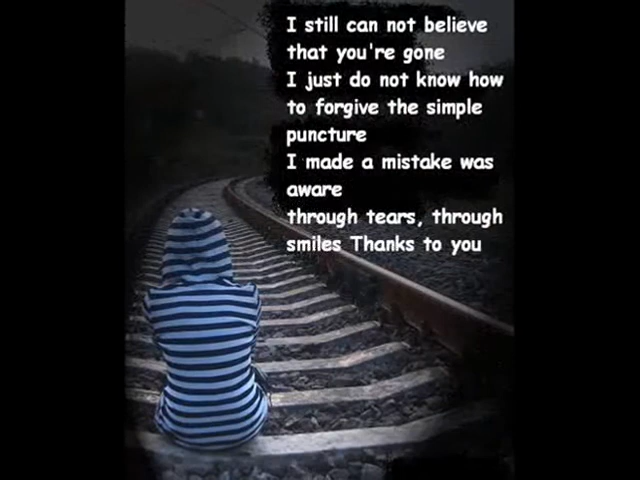 I still can not believe
that you're gone
I just do not know how
to forgive the simple
puncture
I made a mistake was
aware
through tears, through
smiles Thanks to you